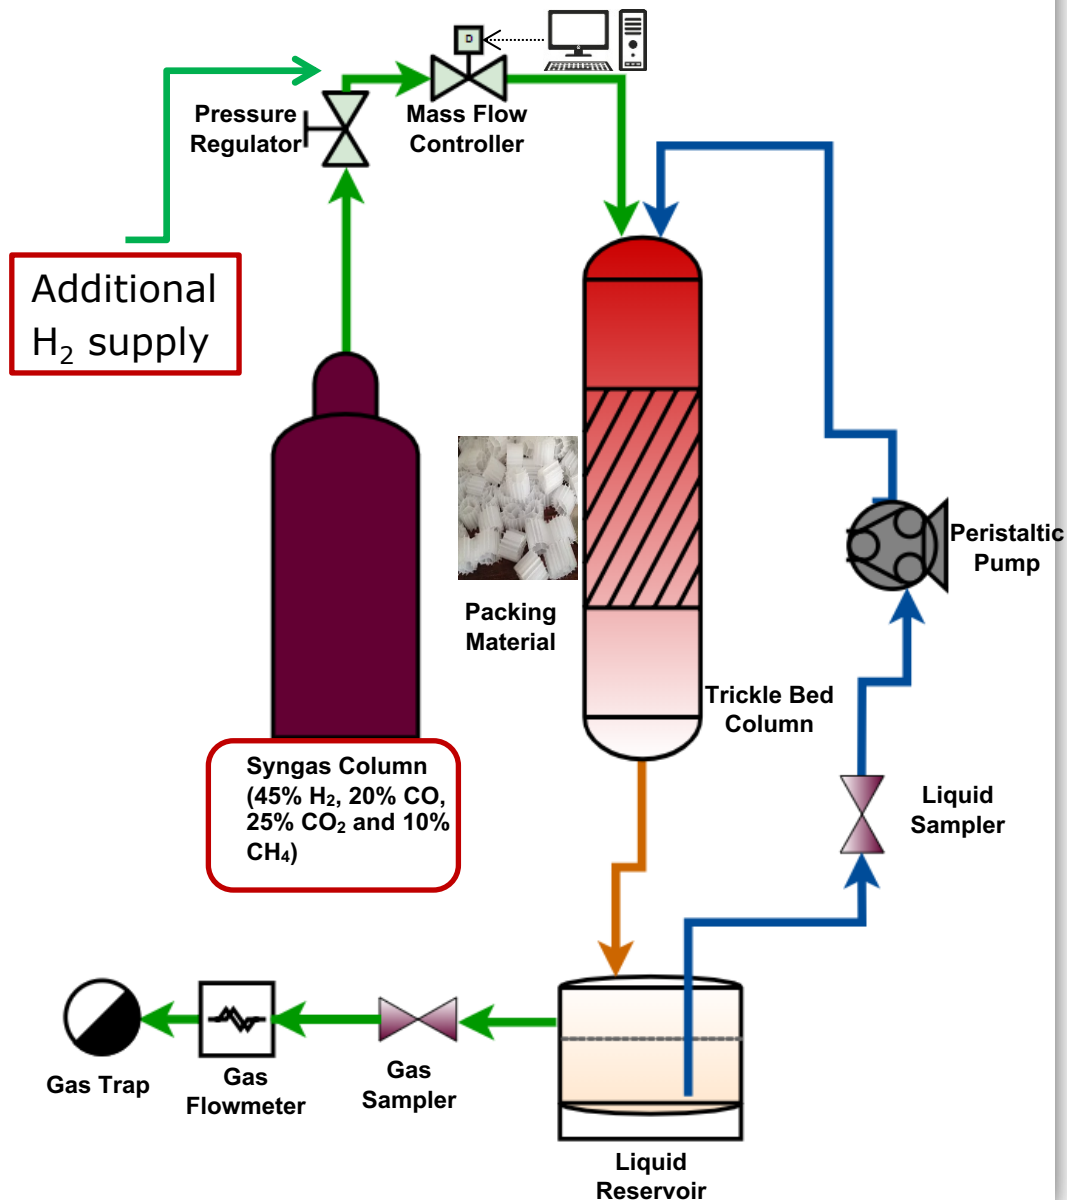 D
Pressure
Regulator
Mass Flow
Controller
Additional
H₂ supply
Peristaltic
Pump
Packing
Material
Trickle Bed
Column
Syngas Column
(45% H₂, 20% CO,
25% CO₂ and 10%
CH₄)
Liquid
Sampler
Gas Trap
Gas
Flowmeter
Gas
Sampler
Liquid
Reservoir